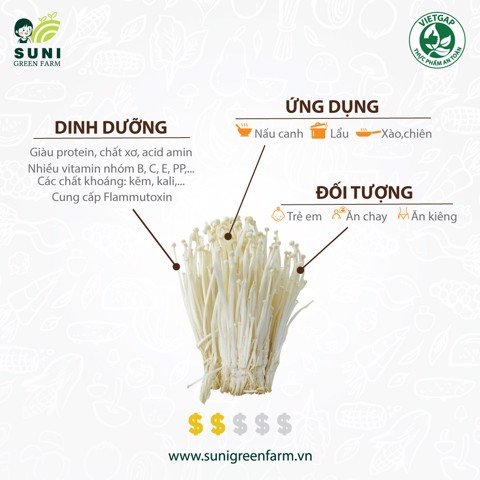 SUNI
GREEN FARM
VIETGAP
THỰC PHẨM AN TOÀN
ỨNG DỤNG
Nấu canh Lẩu Xào,chiên
DINH DƯỠNG
Giàu protein, chất xơ, acid amin
Nhiều vitamin nhóm B, C, E, PP,...
Các chất khoáng: kẽm, kali,...
Cung cấp Flammutoxin
ĐỐI TƯỢNG
Trẻ em Ăn chay Ăn kiêng
$ $ $ $ $
www.sunigreenfarm.vn